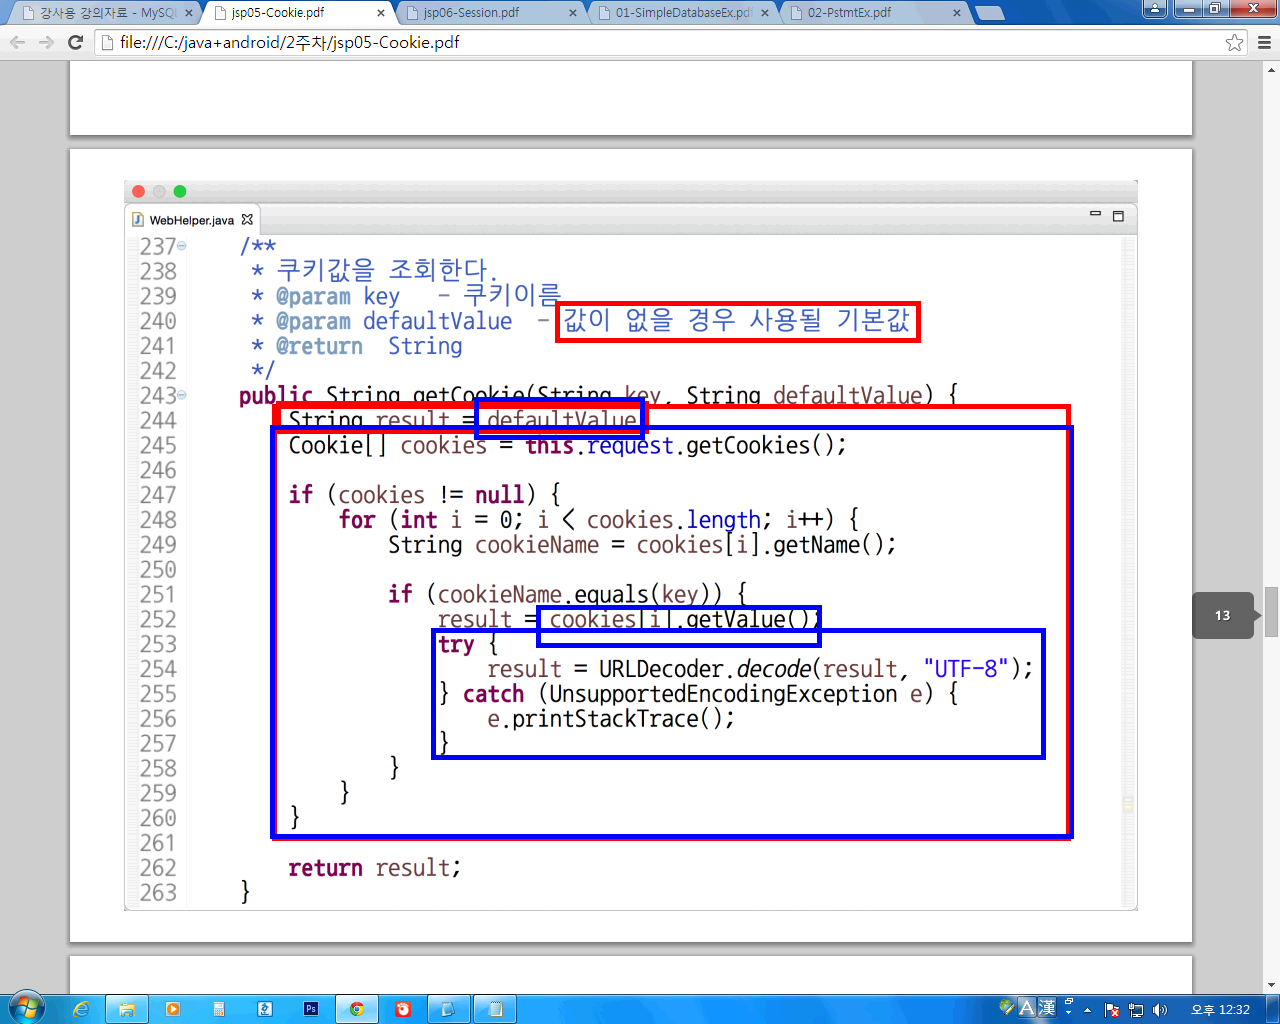 강사용 강의자료 - MySQL
jsp05-Cookie.pdf
jsp06-Session.pdf
01-SimpleDatabaseEx.pdf
02-PstmtEx.pdf
file:///C:/java+android/2주차/jsp05-Cookie.pdf
WebHelper.java
237 /**
238 * 쿠키값을 조회한다.
239 * @param key - 쿠키이름
240 * @param defaultValue - 값이 없을 경우 사용될 기본값
241 * @return String
242 */
243 public String getCookie(String key, String defaultValue) {
244 String result = defaultValue
245 Cookie[] cookies = this.request.getCookies();
246
247 if (cookies != null) {
248 for (int i = 0; i < cookies.length; i++) {
249 String cookieName = cookies[i].getName();
250
251 if (cookieName.equals(key)) {
252 result = cookies[i].getValue();
253 try {
254 result = URLDecoder.decode(result, "UTF-8");
255 } catch (UnsupportedEncodingException e) {
256 e.printStackTrace();
257 }
258 }
259 }
260 }
261
262 return result;
263 }
13
Ps
A 漢
오후 12:32